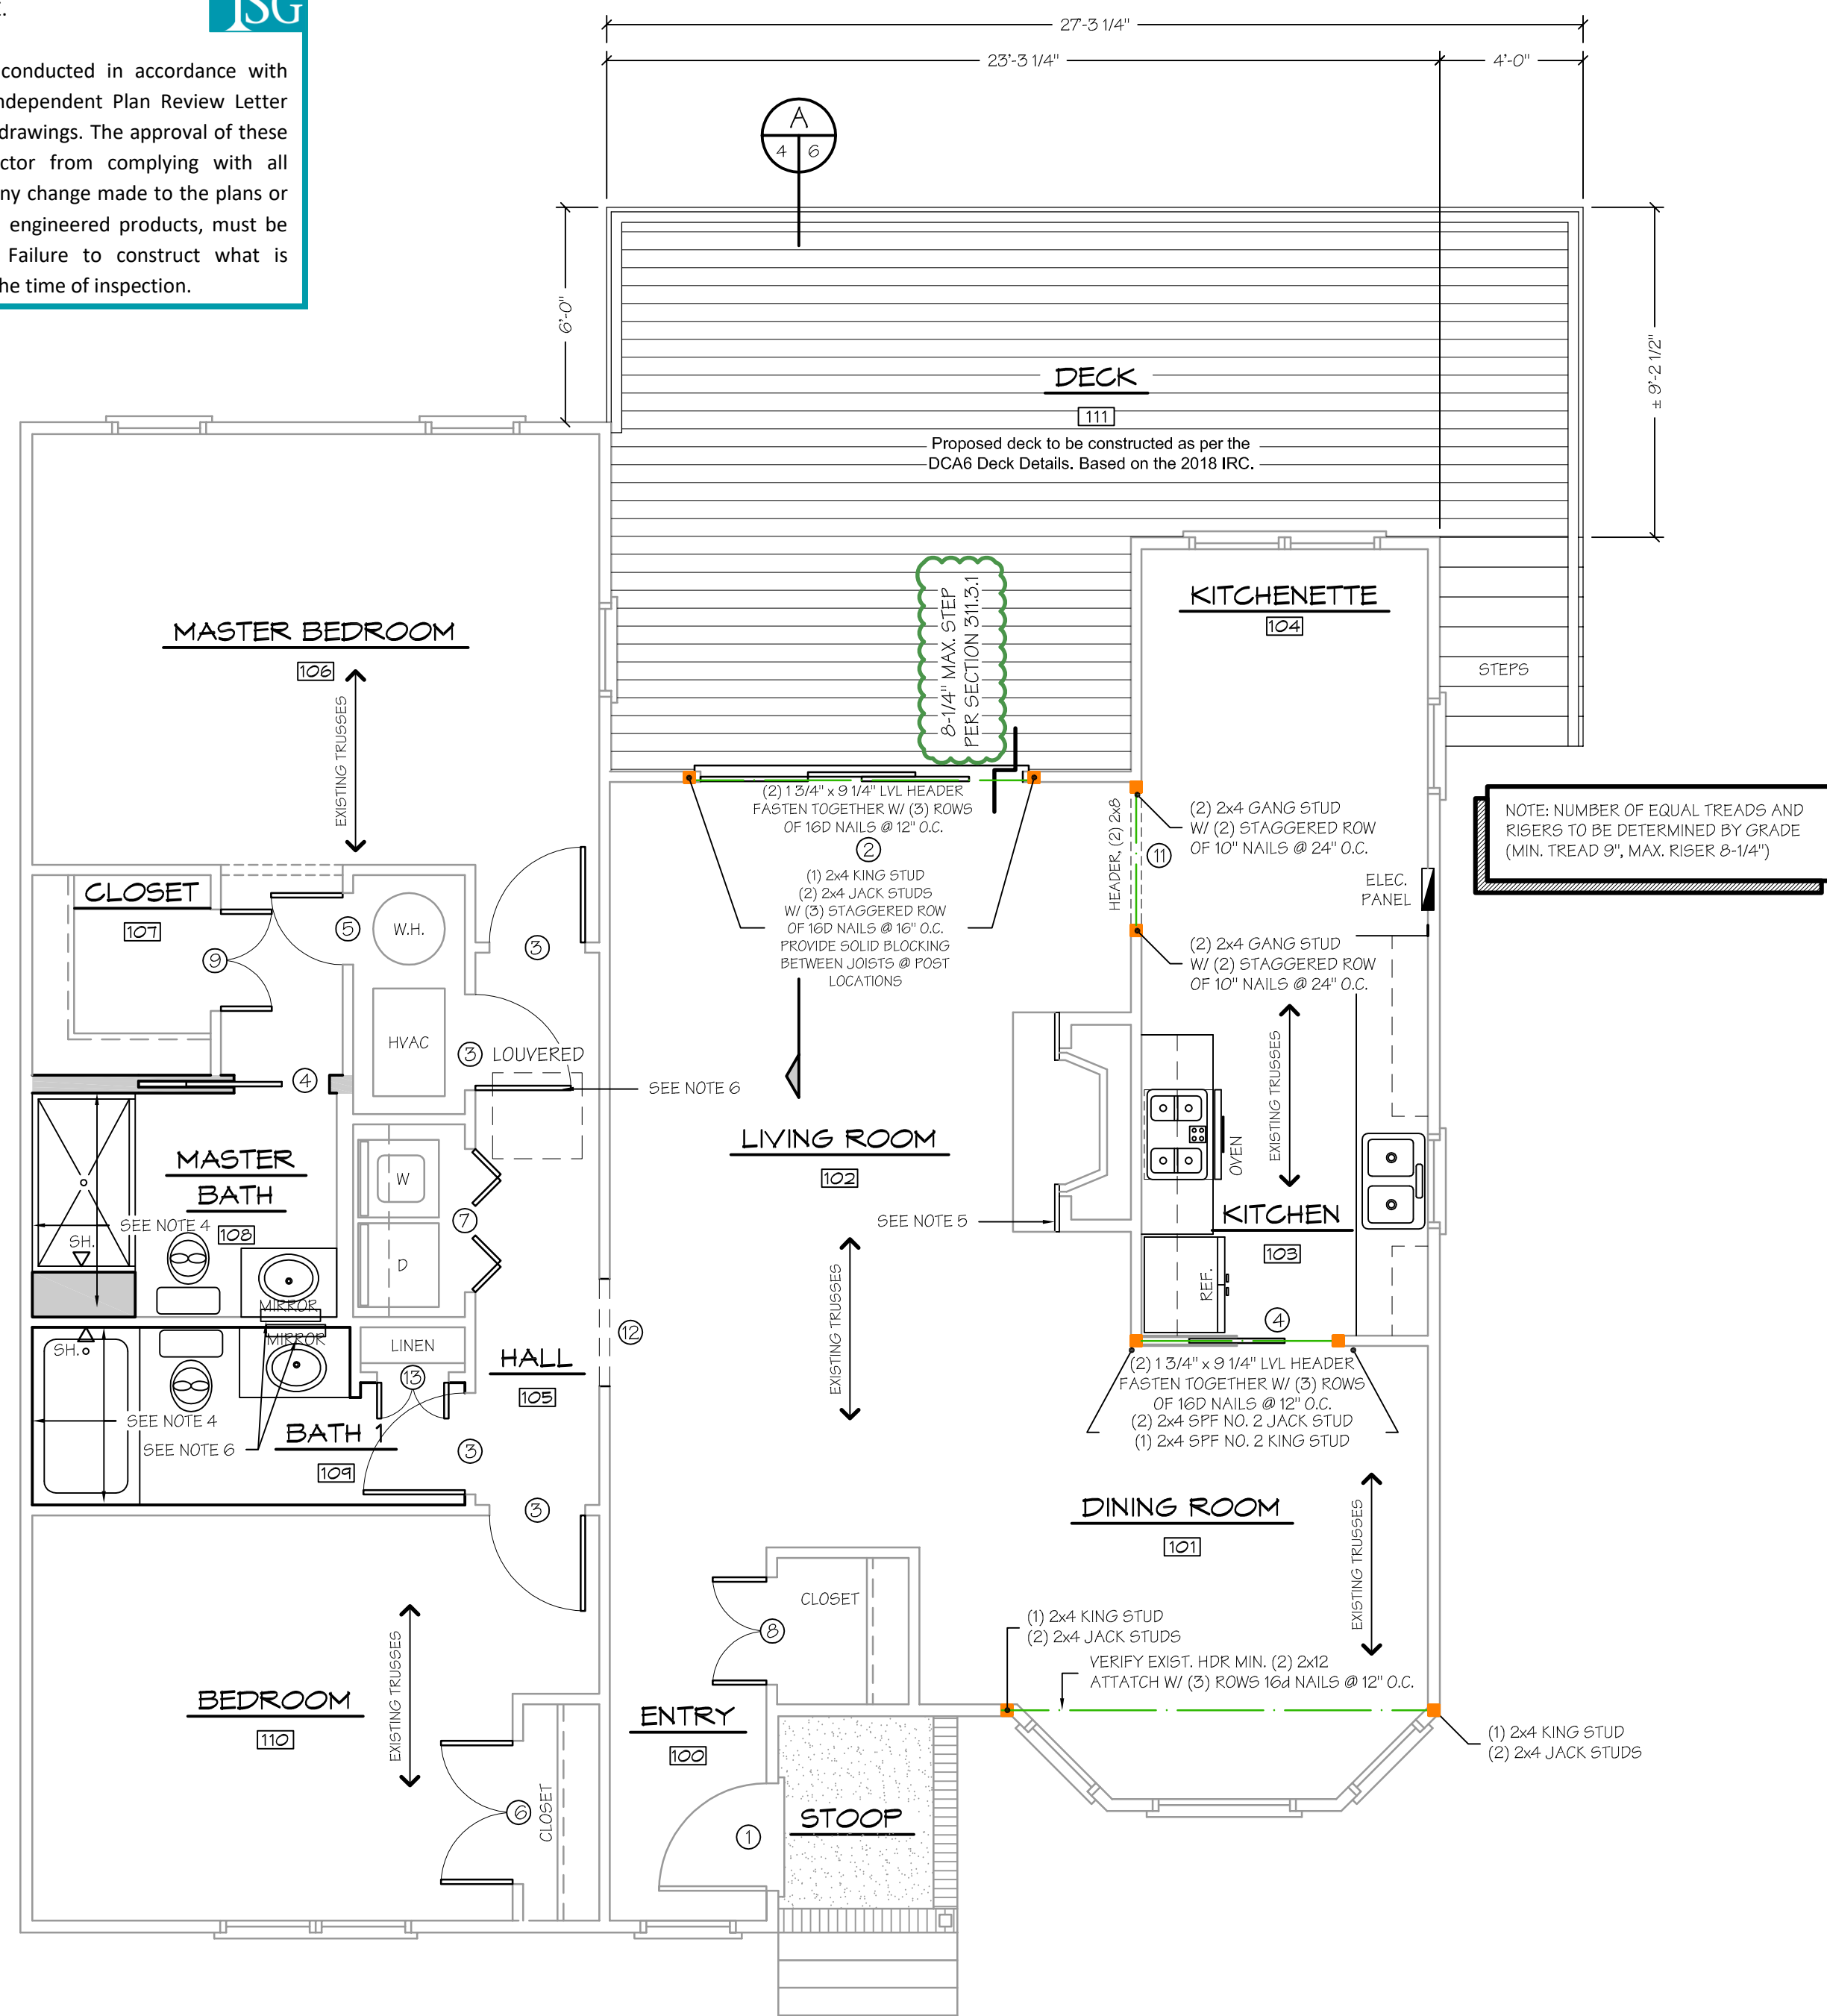 TSG
conducted in accordance with
ndependent Plan Review Letter
drawings. The approval of these
ctor from complying with all
ny change made to the plans or
engineered products, must be
Failure to construct what is
he time of inspection.
27'-3 1/4"
23'-3 1/4"
4'-0"
A
4 6
6'-0"
± 9'-2 1/2"
DECK
111
Proposed deck to be constructed as per the
DCA6 Deck Details. Based on the 2018 IRC.
8-1/4" MAX. STEP
PER SECTION 311.3.1
KITCHENETTE
104
STEPS
MASTER BEDROOM
106
EXISTING TRUSSES
(2) 1 3/4" x 9 1/4" LVL HEADER
FASTEN TOGETHER W/ (3) ROWS
OF 16D NAILS @ 12" O.C.
2
(1) 2x4 KING STUD
(2) 2x4 JACK STUDS
W/ (3) STAGGERED ROW
OF 16D NAILS @ 16" O.C.
PROVIDE SOLID BLOCKING
BETWEEN JOISTS @ POST
LOCATIONS
HEADER, (2) 2x8
11
(2) 2x4 GANG STUD
W/ (2) STAGGERED ROW
OF 10" NAILS @ 24" O.C.
ELEC.
PANEL
(2) 2x4 GANG STUD
W/ (2) STAGGERED ROW
OF 10" NAILS @ 24" O.C.
NOTE: NUMBER OF EQUAL TREADS AND
RISERS TO BE DETERMINED BY GRADE
(MIN. TREAD 9", MAX. RISER 8-1/4")
CLOSET
107
9
5
W.H.
3
HVAC
3
LOUVERED
4
SEE NOTE 6
EXISTING TRUSSES
OVEN
LIVING ROOM
102
SEE NOTE 5
KITCHEN
103
REF.
4
MASTER
BATH
108
SEE NOTE 4
SH.
W
7
D
MIRROR
MIRROR
SH.
LINEN
13
HALL
105
12
EXISTING TRUSSES
SEE NOTE 4
SEE NOTE 6
BATH 1
109
3
3
(2) 1 3/4" x 9 1/4" LVL HEADER
FASTEN TOGETHER W/ (3) ROWS
OF 16D NAILS @ 12" O.C.
(2) 2x4 SPF NO. 2 JACK STUD
(1) 2x4 SPF NO. 2 KING STUD
DINING ROOM
101
EXISTING TRUSSES
CLOSET
8
(1) 2x4 KING STUD
(2) 2x4 JACK STUDS
VERIFY EXIST. HDR MIN. (2) 2x12
ATTATCH W/ (3) ROWS 16d NAILS @ 12" O.C.
(1) 2x4 KING STUD
(2) 2x4 JACK STUDS
BEDROOM
110
EXISTING TRUSSES
6
CLOSET
ENTRY
100
1
STOOP